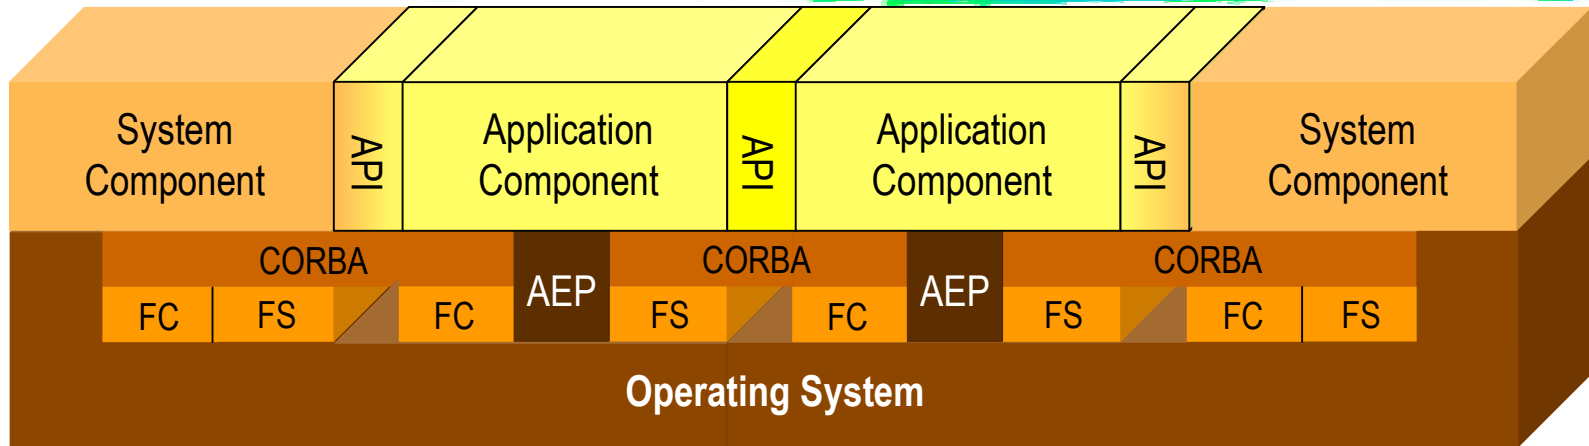 System
Component
API
Application
Component
API
Application
Component
API
System
Component
CORBA
AEP
CORBA
AEP
CORBA
FC
FS
FC
FS
FC
FS
FC
FS
Operating System